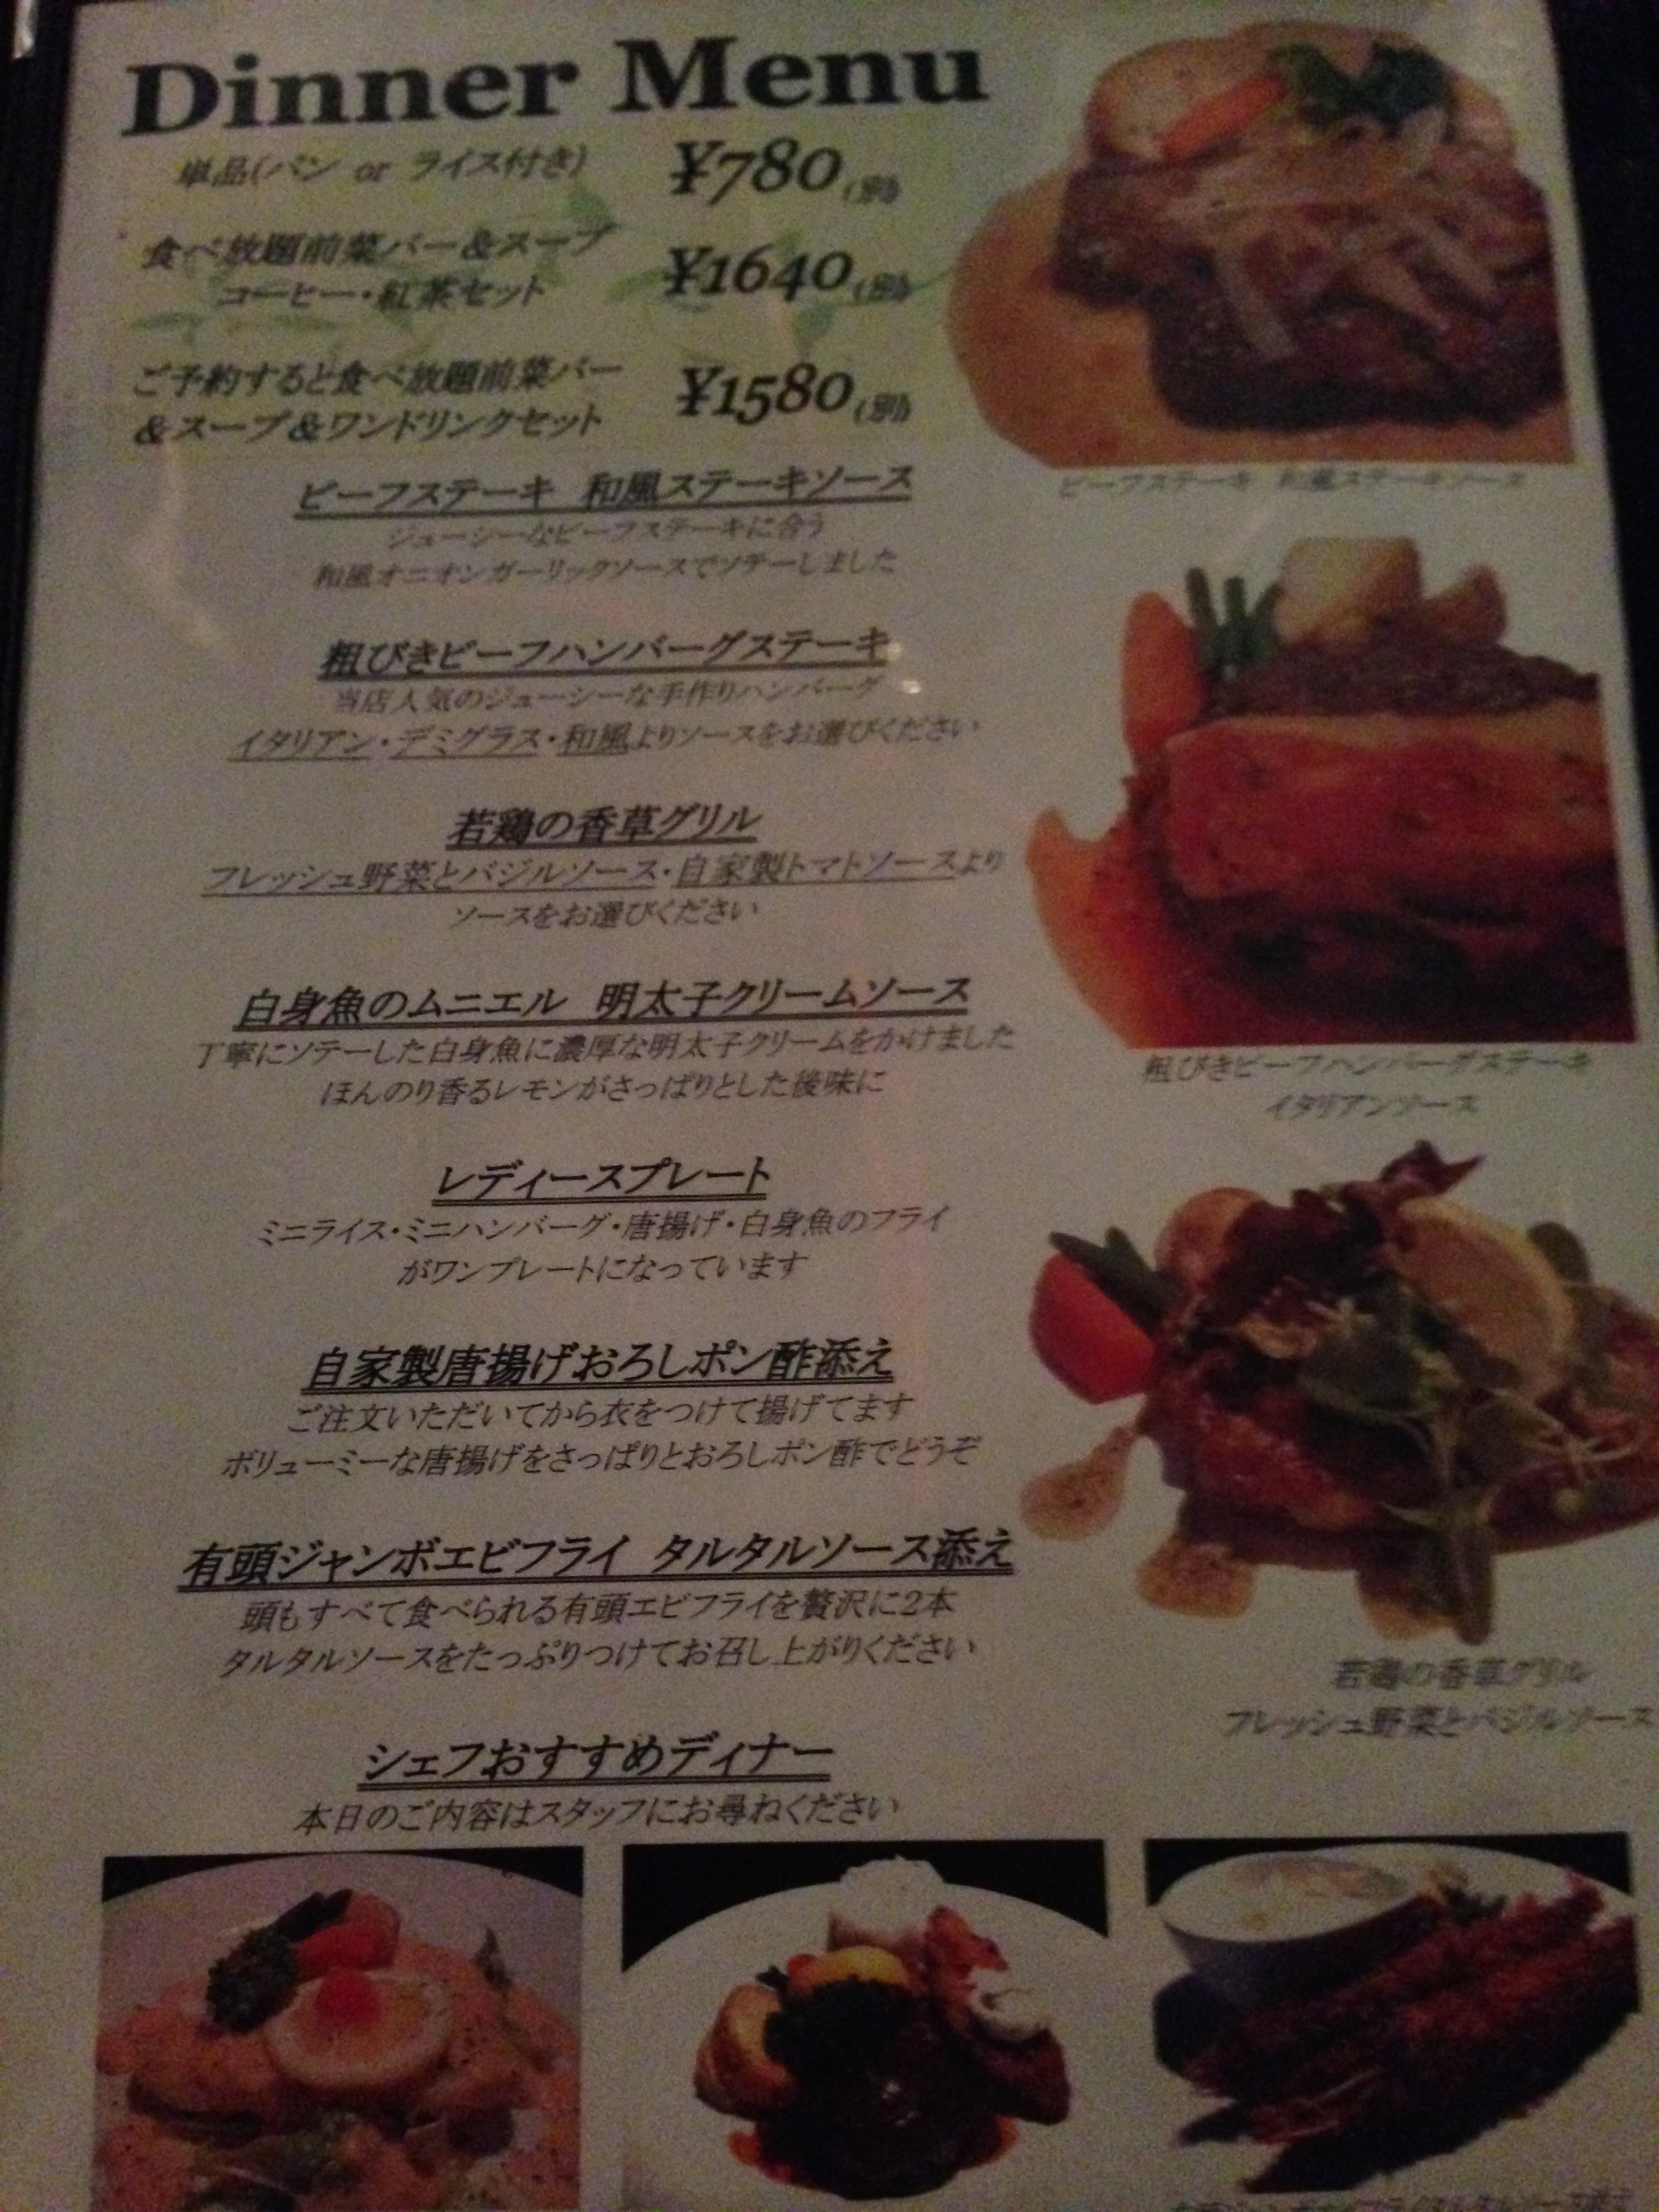 Dinner Menu
単品(パン or ライス付き) ¥780(別)
食べ放題前菜バー&スープ
コーヒー・紅茶セット ¥1640(別)
ご予約すると食べ放題前菜バー
&スープ&ワンドリンクセット ¥1580(別)
ビーフステーキ 和風ステーキソース
ジューシーなビーフステーキに合う
和風オニオンガーリックソースでソテーしました
粗びきビーフハンバーグステーキ
当店人気のジューシーな手作りハンバーグ
イタリアン・デミグラス・和風よりソースをお選びください
若鶏の香草グリル
フレッシュ野菜とバジルソース・自家製トマトソースより
ソースをお選びください
白身魚のムニエル 明太子クリームソース
丁寧にソテーした白身魚に濃厚な明太子クリームをかけました
ほんのり香るレモンがさっぱりとした後味に
レディースプレート
ミニライス・ミニハンバーグ・唐揚げ・白身魚のフライ
がワンプレートになっています
自家製唐揚げおろしポン酢添え
ご注文いただいてから衣をつけて揚げてます
ボリューミーな唐揚げをさっぱりとおろしポン酢でどうぞ
有頭ジャンボエビフライ タルタルソース添え
頭もすべて食べられる有頭エビフライを贅沢に2本
タルタルソースをたっぷりつけてお召し上がりください
シェフおすすめディナー
本日のご内容はスタッフにお尋ねください
ビーフステーキ 和風ステーキソース
粗びきビーフハンバーグステーキ
イタリアンソース
若鶏の香草グリル
フレッシュ野菜とバジルソース